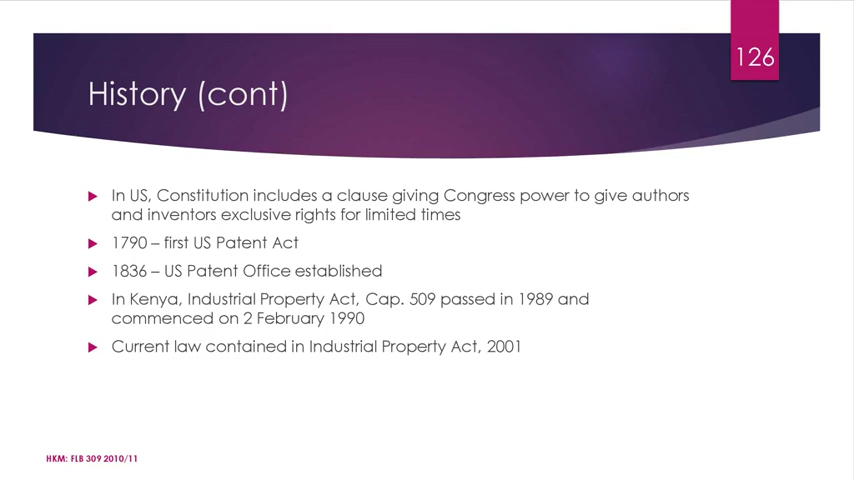 126
History (cont)
In US, Constitution includes a clause giving Congress power to give authors
and inventors exclusive rights for limited times
1790 – first US Patent Act
1836 – US Patent Office established
In Kenya, Industrial Property Act, Cap. 509 passed in 1989 and
commenced on 2 February 1990
Current law contained in Industrial Property Act, 2001
HKM: FLB 309 2010/11